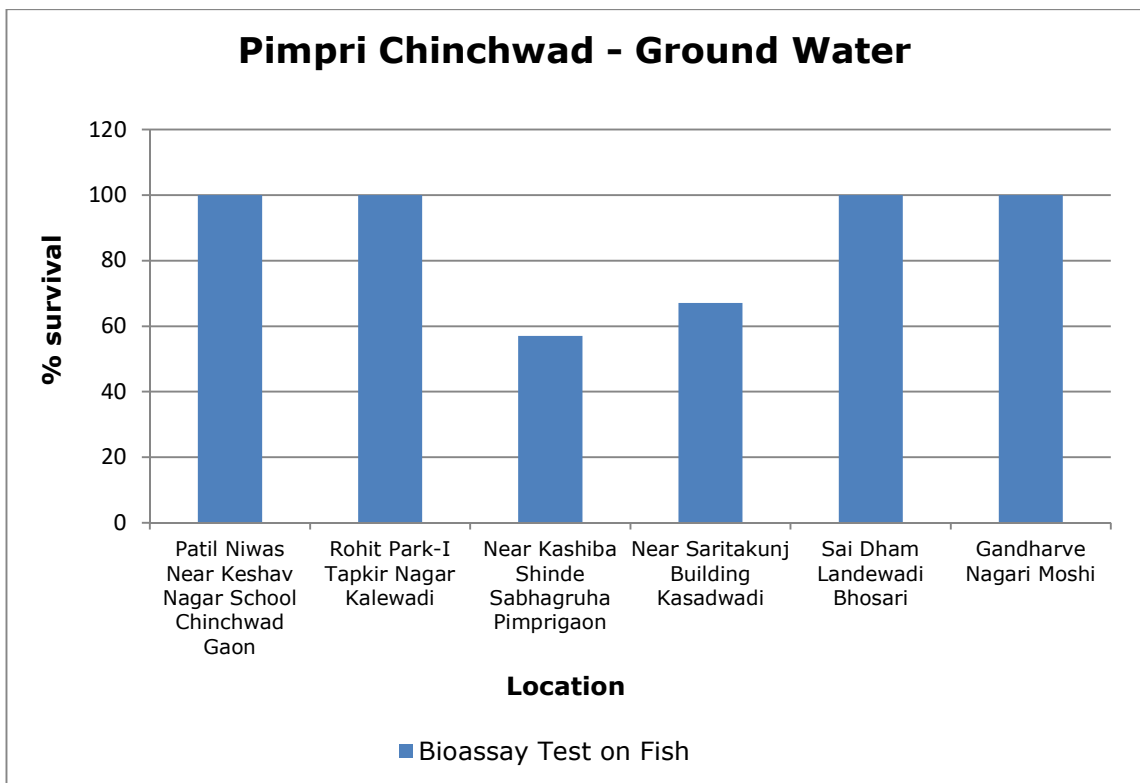 Pimpri Chinchwad - Ground Water
120
100
80
60
40
20
0
% survival
Patil Niwas
Near Keshav
Nagar School
Chinchwad
Gaon
Rohit Park-I
Tapkir Nagar
Kalewadi
Near Kashiba
Shinde
Sabhagruha
Pimprigaon
Near Saritakunj
Building
Kasadwadi
Sai Dham
Landewadi
Bhosari
Gandharve
Nagari Moshi
Location
Bioassay Test on Fish